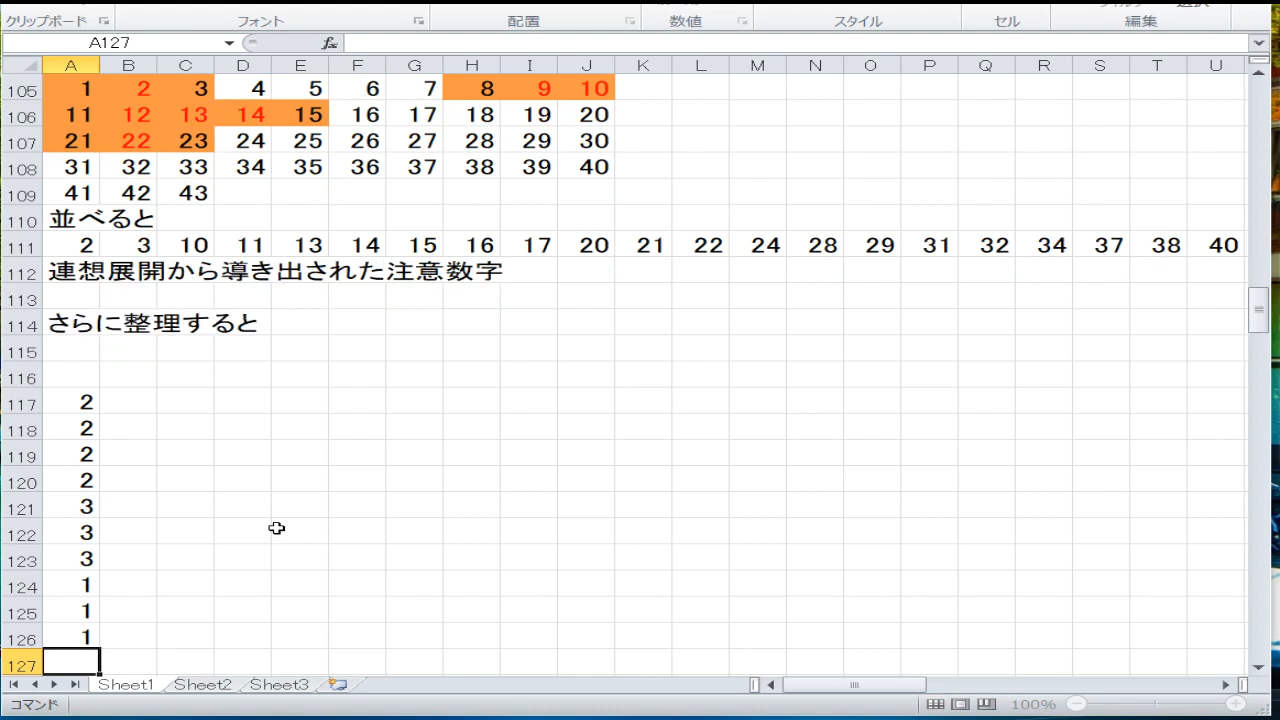 クリップボード フォント 配置 数値 スタイル セル 編集
A127 fx
A B C D E F G H I J K L M N O P Q R S T U
105 1 2 3 4 5 6 7 8 9 10
106 11 12 13 14 15 16 17 18 19 20
107 21 22 23 24 25 26 27 28 29 30
108 31 32 33 34 35 36 37 38 39 40
109 41 42 43
110 並べると
111 2 3 10 11 13 14 15 16 17 20 21 22 24 28 29 31 32 34 37 38 40
112 連想展開から導き出された注意数字
113
114 さらに整理すると
115
116
117 2
118 2
119 2
120 2
121 3
122 3
123 3
124 1
125 1
126 1
127
Sheet1 Sheet2 Sheet3
コマンド 100%